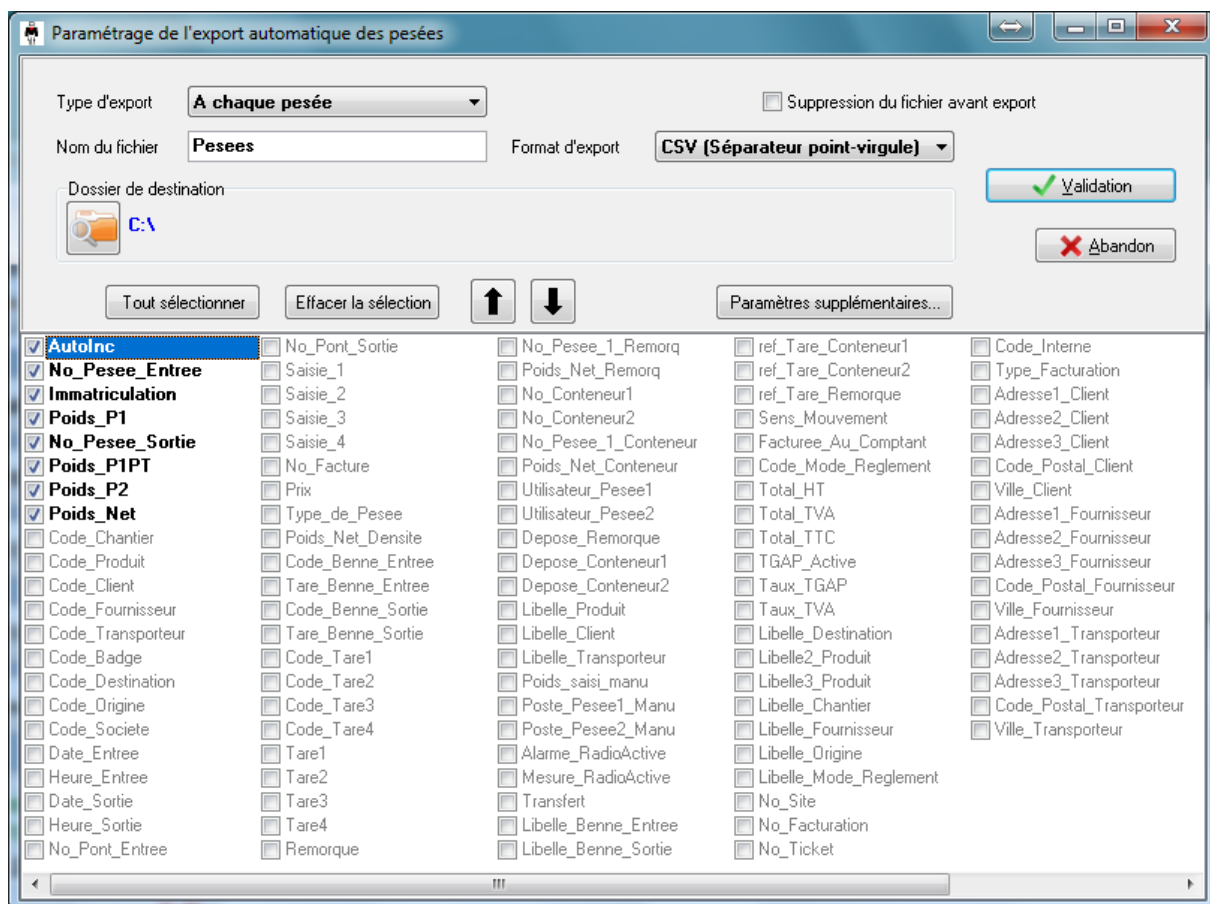 Paramétrage de l'export automatique des pesées
Type d'export
A chaque pesée
Suppression du fichier avant export
Nom du fichier
Pesees
Format d'export
CSV (Séparateur point-virgule)
Dossier de destination
C:\
Validation
Abandon
Tout sélectionner
Effacer la sélection
Paramètres supplémentaires...
AutoInc
No_Pesee_Entree
Immatriculation
Poids_P1
No_Pesee_Sortie
Poids_P1PT
Poids_P2
Poids_Net
Code_Chantier
Code_Produit
Code_Client
Code_Fournisseur
Code_Transporteur
Code_Badge
Code_Destination
Code_Origine
Code_Societe
Date_Entree
Heure_Entree
Date_Sortie
Heure_Sortie
No_Pont_Entree
No_Pont_Sortie
Saisie_1
Saisie_2
Saisie_3
Saisie_4
No_Facture
Prix
Type_de_Pesee
Poids_Net_Densite
Code_Benne_Entree
Tare_Benne_Entree
Code_Benne_Sortie
Tare_Benne_Sortie
Code_Tare1
Code_Tare2
Code_Tare3
Code_Tare4
Tare1
Tare2
Tare3
Tare4
Remorque
No_Pesee_1_Remorq
Poids_Net_Remorq
No_Conteneur1
No_Conteneur2
No_Pesee_1_Conteneur
Poids_Net_Conteneur
Utilisateur_Pesee1
Utilisateur_Pesee2
Depose_Remorque
Depose_Conteneur1
Depose_Conteneur2
Libelle_Produit
Libelle_Client
Libelle_Transporteur
Poids_saisi_manu
Poste_Pesee1_Manu
Poste_Pesee2_Manu
Alarme_RadioActive
Mesure_RadioActive
Transfert
Libelle_Benne_Entree
Libelle_Benne_Sortie
ref_Tare_Conteneur1
ref_Tare_Conteneur2
ref_Tare_Remorque
Sens_Mouvement
Facturee_Au_Comptant
Code_Mode_Reglement
Total_HT
Total_TVA
Total_TTC
TGAP_Active
Taux_TGAP
Taux_TVA
Libelle_Destination
Libelle2_Produit
Libelle3_Produit
Libelle_Chantier
Libelle_Fournisseur
Libelle_Origine
Libelle_Mode_Reglement
No_Site
No_Facturation
No_Ticket
Code_Interne
Type_Facturation
Adresse1_Client
Adresse2_Client
Adresse3_Client
Code_Postal_Client
Ville_Client
Adresse1_Fournisseur
Adresse2_Fournisseur
Adresse3_Fournisseur
Code_Postal_Fournisseur
Ville_Fournisseur
Adresse1_Transporteur
Adresse2_Transporteur
Adresse3_Transporteur
Code_Postal_Transporteur
Ville_Transporteur